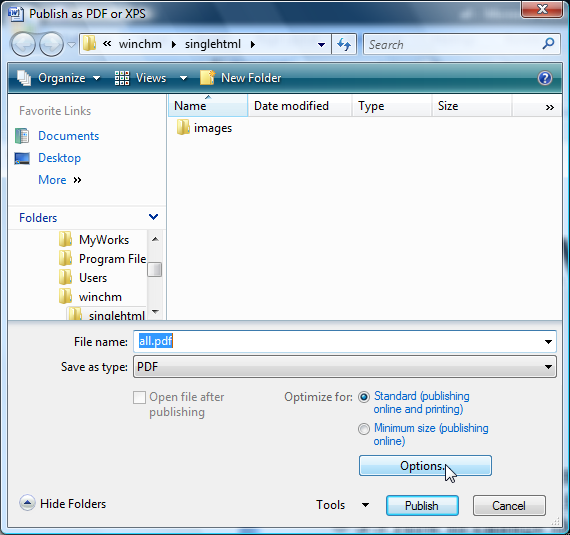 Publish as PDF or XPS
« winchm ▸ singlehtml ▸
Search
Organize Views New Folder
Favorite Links
Documents
Desktop
More »
Folders
MyWorks
Program File
Users
winchm
singlehtml
Name Date modified Type Size »
images
File name: all.pdf
Save as type: PDF
Open file after
publishing
Optimize for: Standard (publishing
online and printing)
Minimum size (publishing
online)
Options...
Hide Folders Tools Publish Cancel